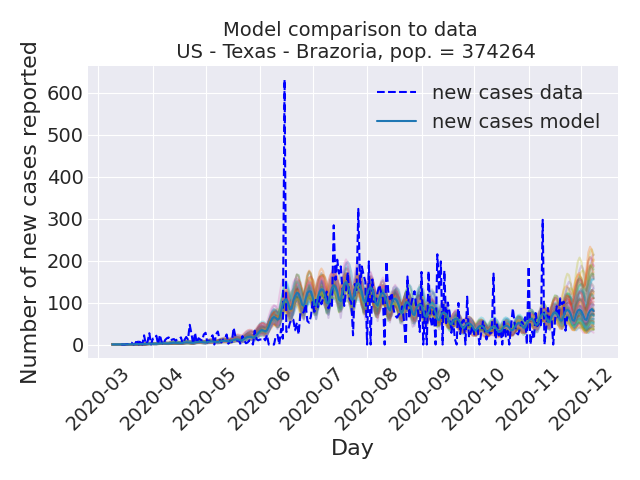 Model comparison to data
US - Texas - Brazoria, pop. = 374264
new cases data
new cases model
Number of new cases reported
600
500
400
300
200
100
0
2020-03
2020-04
2020-05
2020-06
2020-07
2020-08
2020-09
2020-10
2020-11
2020-12
Day